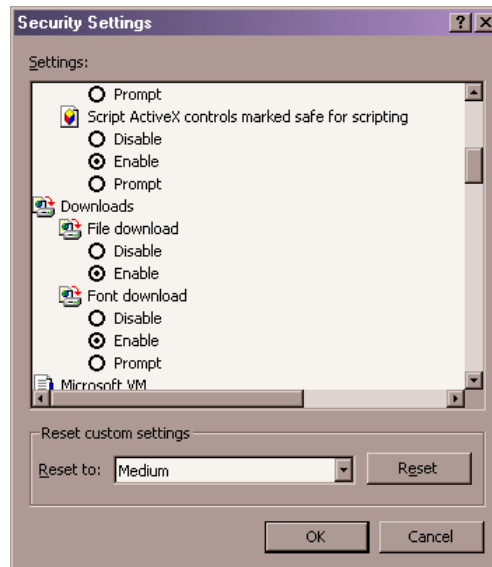 Security Settings
Settings:
Prompt
Script ActiveX controls marked safe for scripting
Disable
Enable
Prompt
Downloads
File download
Disable
Enable
Font download
Disable
Enable
Prompt
Microsoft VM
Reset custom settings
Reset to: Medium Reset
OK Cancel